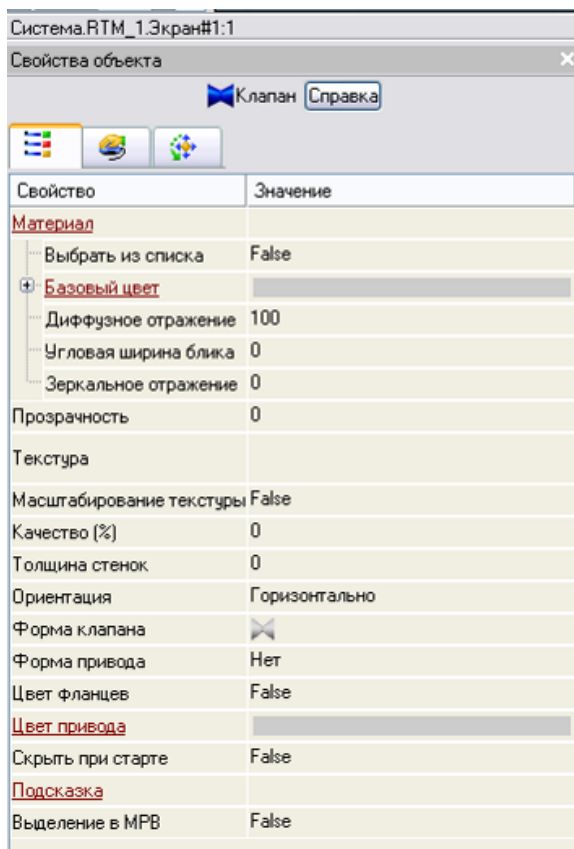 Система.RTM_1.Экран#1:1
Свойства объекта
Клапан Справка
Свойство Значение
Материал
Выбрать из списка False
Базовый цвет
Диффузное отражение 100
Угловая ширина блика 0
Зеркальное отражение 0
Прозрачность 0
Текстура
Масштабирование текстуры False
Качество (%) 0
Толщина стенок 0
Ориентация Горизонтально
Форма клапана
Форма привода Нет
Цвет фланцев False
Цвет привода
Скрыть при старте False
Подсказка
Выделение в МРВ False